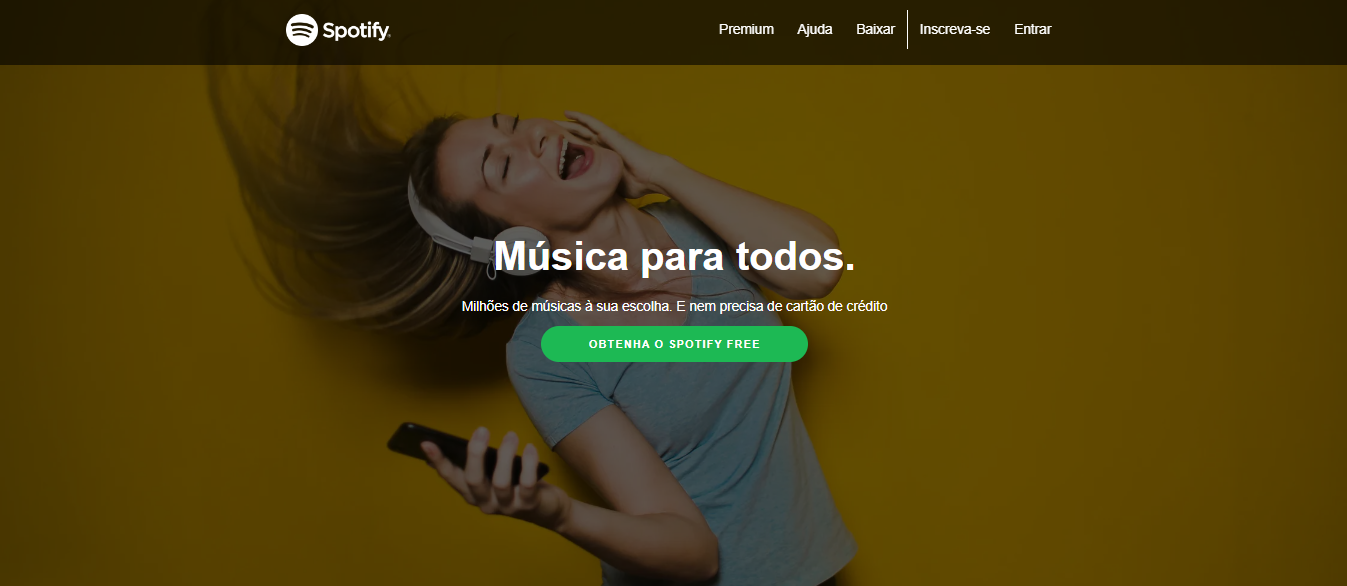 Spotify
Premium Ajuda Baixar Inscreva-se Entrar
Música para todos.
Milhões de músicas à sua escolha. E nem precisa de cartão de crédito
OBTENHA O SPOTIFY FREE